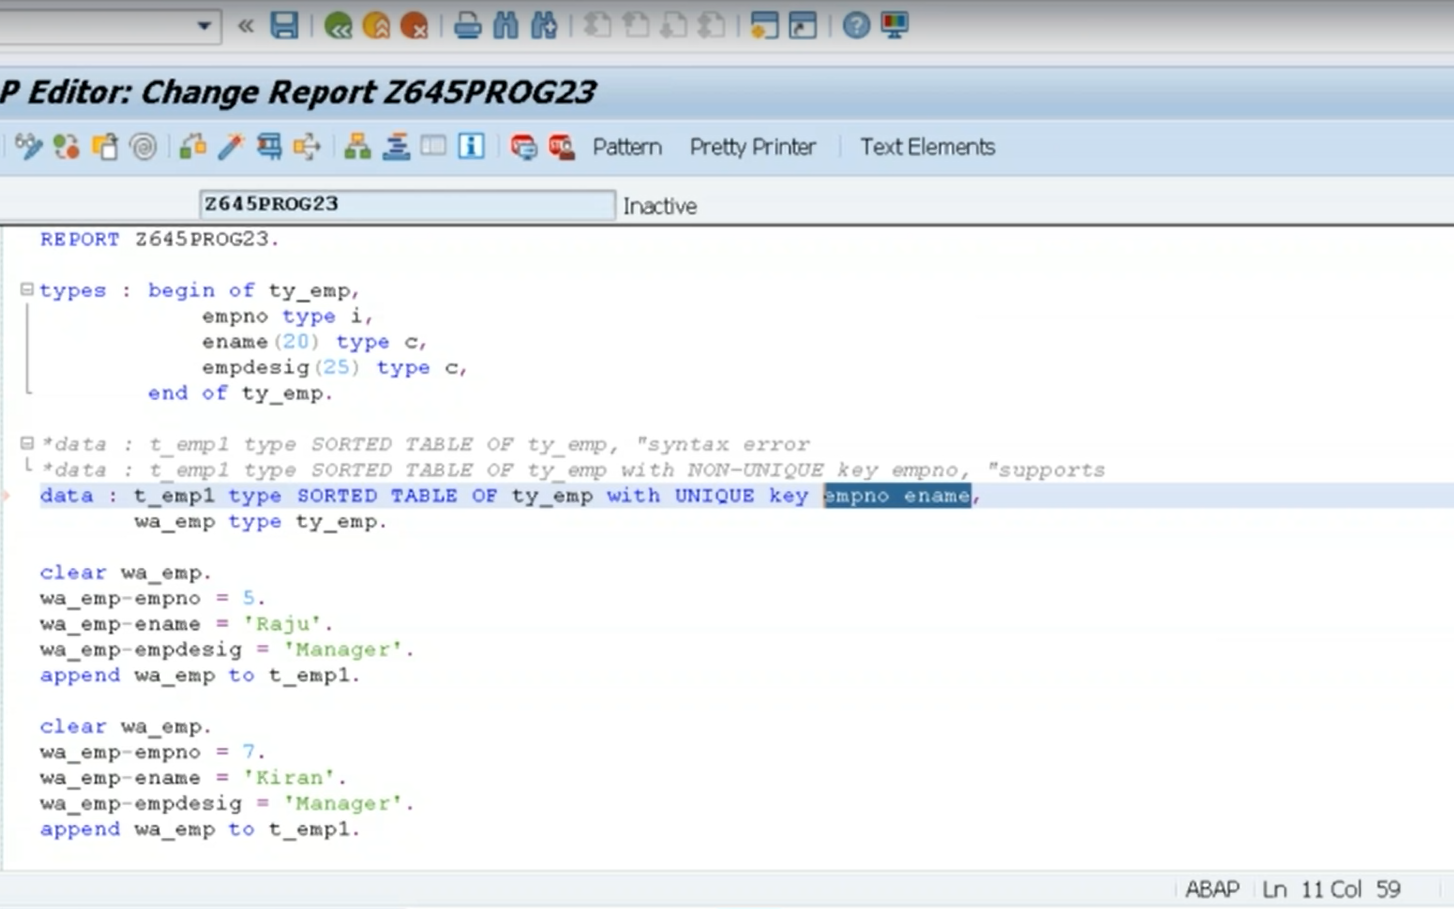 P Editor: Change Report Z645PROG23
Pattern Pretty Printer Text Elements
Z645PROG23 Inactive
REPORT Z645PROG23.
types : begin of ty_emp,
empno type i,
ename(20) type c,
empdesig(25) type c,
end of ty_emp.
*data : t_emp1 type SORTED TABLE OF ty_emp, "syntax error
*data : t_emp1 type SORTED TABLE OF ty_emp with NON-UNIQUE key empno, "supports
data : t_emp1 type SORTED TABLE OF ty_emp with UNIQUE key empno ename,
wa_emp type ty_emp.
clear wa_emp.
wa_emp-empno = 5.
wa_emp-ename = 'Raju'.
wa_emp-empdesig = 'Manager'.
append wa_emp to t_emp1.
clear wa_emp.
wa_emp-empno = 7.
wa_emp-ename = 'Kiran'.
wa_emp-empdesig = 'Manager'.
append wa_emp to t_emp1.
ABAP Ln 11 Col 59